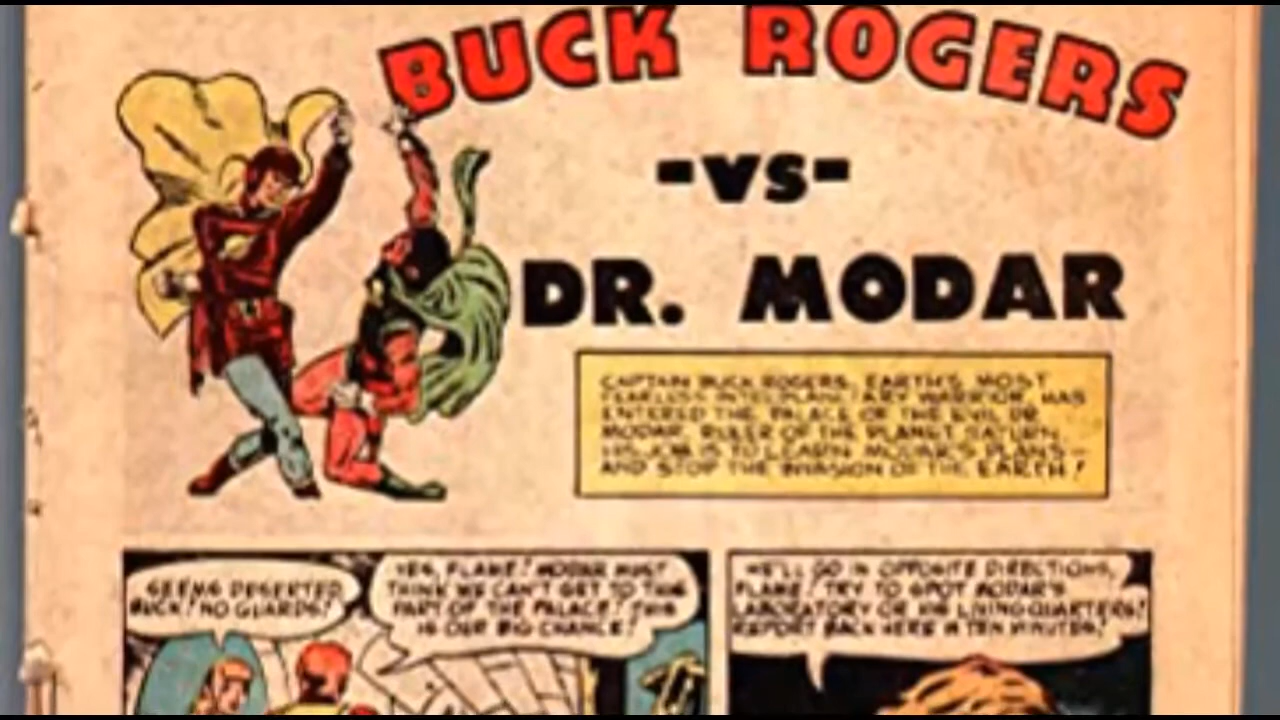 BUCK ROGERS
-VS-
DR. MODAR
CAPTAIN BUCK ROGERS, EARTH'S MOST
FEARLESS INTERPLANETARY WARRIOR, HAS
ENTERED THE PALACE OF THE EVIL DR.
MODAR, RULER OF THE PLANET SATURN.
HIS JOB IS TO LEARN MODAR'S PLANS—
AND STOP THE INVASION OF THE EARTH!
SEEMS DESERTED,
BUCK! NO GUARDS!
YES, FLAME! MODAR MUST
THINK WE CAN'T GET TO THIS
PART OF THE PALACE! THIS
IS OUR BIG CHANCE!
WE'LL GO IN OPPOSITE DIRECTIONS,
FLAME! TRY TO SPOT MODAR'S
LABORATORY OR HIS LIVING QUARTERS!
REPORT BACK HERE IN TEN MINUTES!